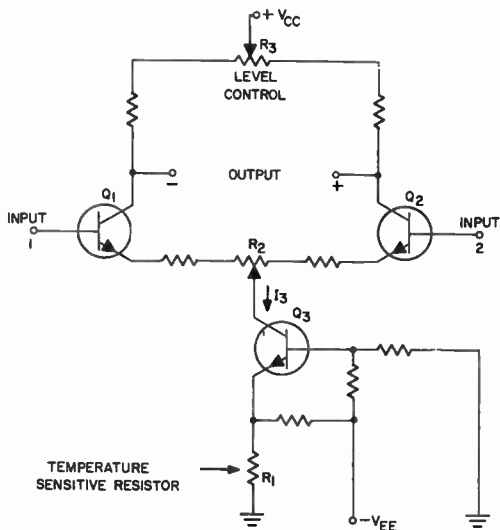 + VCC
R3
LEVEL
CONTROL
OUTPUT
−
+
Q1
Q2
INPUT
1
INPUT
2
R2
I3
Q3
TEMPERATURE
SENSITIVE RESISTOR
R1
−VEE